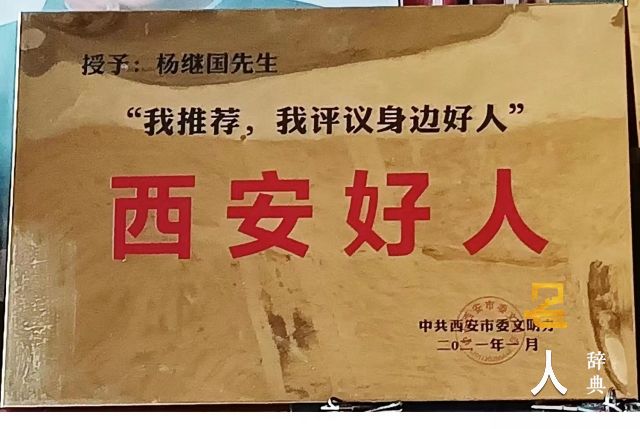 授予：杨继国先生
“我推荐，我评议身边好人”
西安好人
中共西安市委文明办
二〇二一年一月
人
辞典